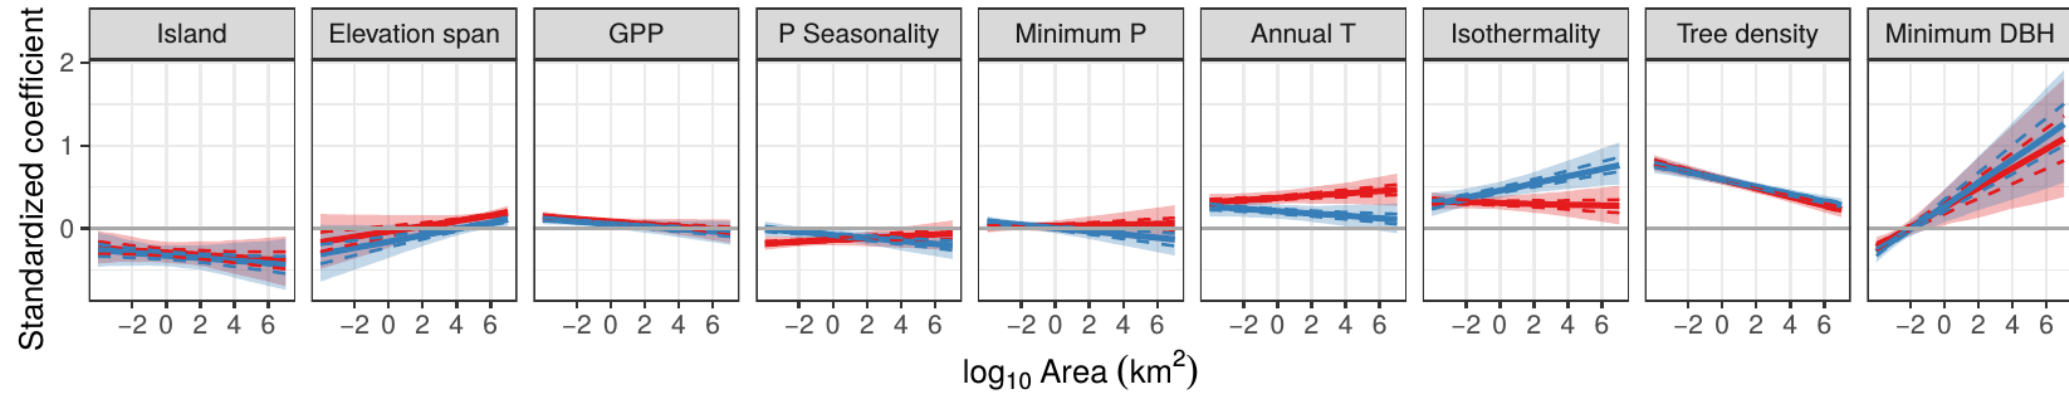 Island Elevation span GPP P Seasonality Minimum P Annual T Isothermality Tree density Minimum DBH
Standardized coefficient
2
1
0
−2 0 2 4 6 −2 0 2 4 6 −2 0 2 4 6 −2 0 2 4 6 −2 0 2 4 6 −2 0 2 4 6 −2 0 2 4 6 −2 0 2 4 6 −2 0 2 4 6
log₁₀ Area (km²)